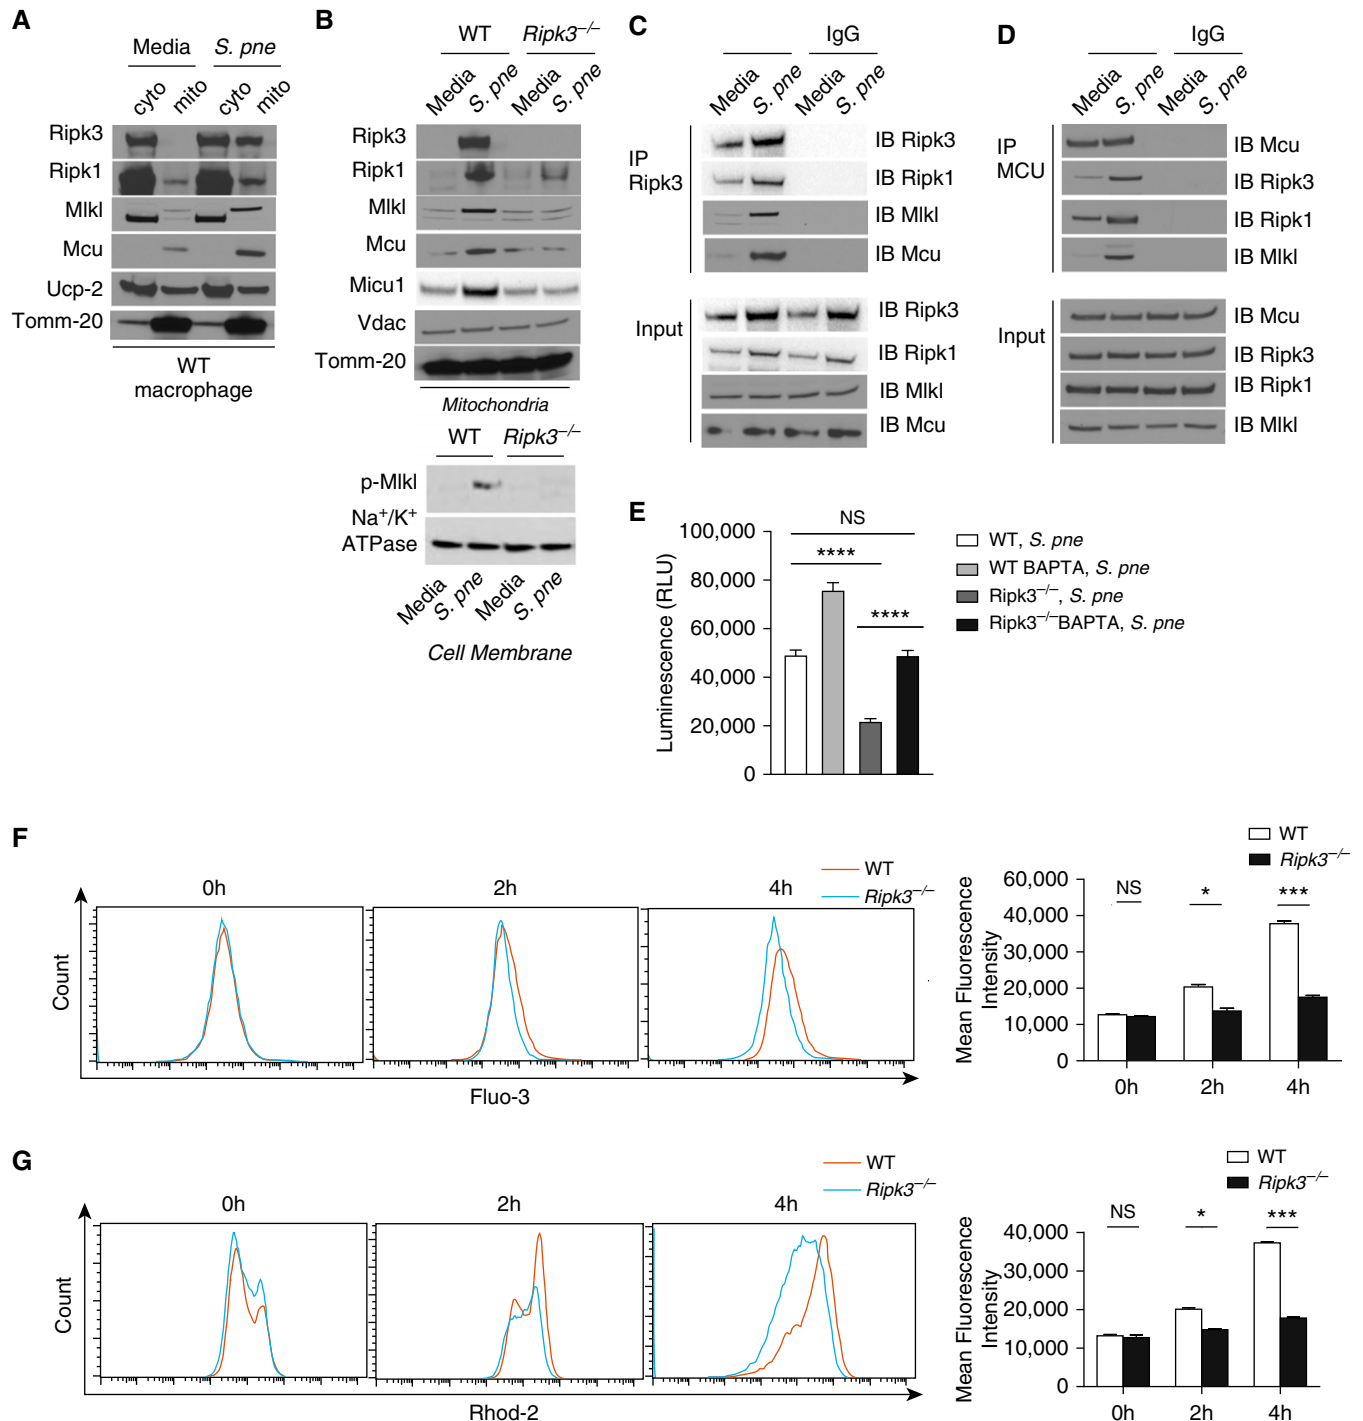 A
Media S. pne
cyto mito cyto mito
Ripk3
Ripk1
Mlkl
Mcu
Ucp-2
Tomm-20
WT
macrophage
B
WT Ripk3–/–
Media S. pne Media S. pne
Ripk3
Ripk1
Mlkl
Mcu
Micu1
Vdac
Tomm-20
Mitochondria
WT Ripk3–/–
p-Mlkl
Na+/K+
ATPase
Media S. pne Media S. pne
Cell Membrane
C
IgG
Media S. pne Media S. pne
IP
Ripk3
IB Ripk3
IB Ripk1
IB Mlkl
IB Mcu
Input
IB Ripk3
IB Ripk1
IB Mlkl
IB Mcu
D
IgG
Media S. pne Media S. pne
IP
MCU
IB Mcu
IB Ripk3
IB Ripk1
IB Mlkl
Input
IB Mcu
IB Ripk3
IB Ripk1
IB Mlkl
E
Luminescence (RLU)
100,000
80,000
60,000
40,000
20,000
0
NS
****
****
WT, S. pne
WT BAPTA, S. pne
Ripk3–/–, S. pne
Ripk3–/–BAPTA, S. pne
F
WT
Ripk3–/–
0h 2h 4h
Count
Fluo-3
WT
Ripk3–/–
Mean Fluorescence
Intensity
60,000
50,000
40,000
30,000
20,000
10,000
0
NS * ***
0h 2h 4h
G
WT
Ripk3–/–
0h 2h 4h
Count
Rhod-2
WT
Ripk3–/–
Mean Fluorescence
Intensity
40,000
30,000
20,000
10,000
0
NS * ***
0h 2h 4h